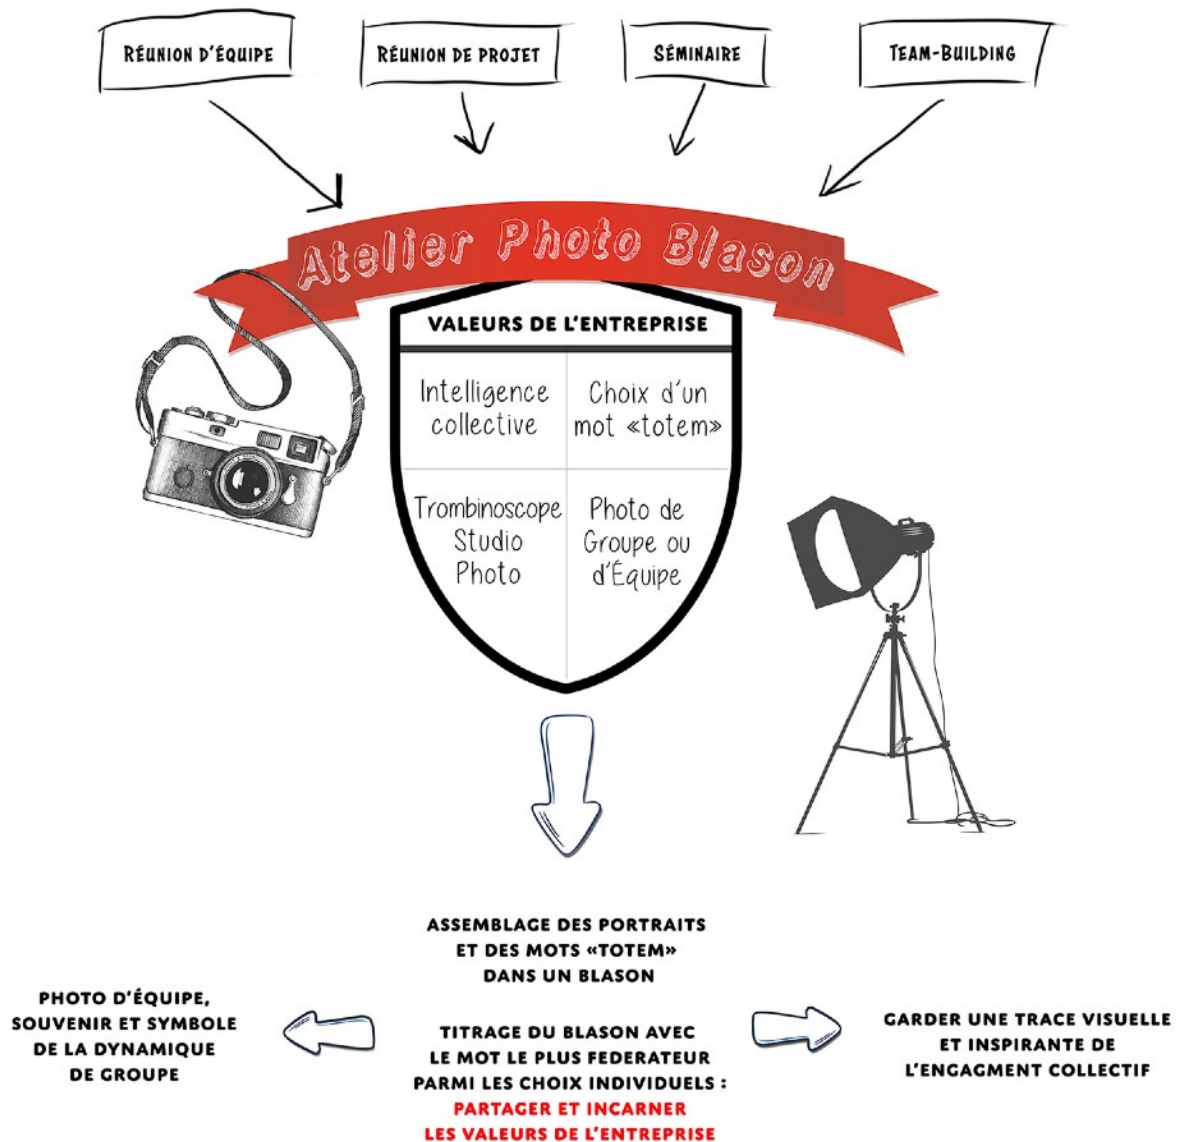 RÉUNION D'ÉQUIPE
RÉUNION DE PROJET
SÉMINAIRE
TEAM-BUILDING
Atelier Photo Blason
VALEURS DE L'ENTREPRISE
Intelligence
collective
Choix d'un
mot «totem»
Trombinoscope
Studio
Photo
Photo de
Groupe ou
d'Équipe
ASSEMBLAGE DES PORTRAITS
ET DES MOTS «TOTEM»
DANS UN BLASON
PHOTO D'ÉQUIPE,
SOUVENIR ET SYMBOLE
DE LA DYNAMIQUE
DE GROUPE
TITRAGE DU BLASON AVEC
LE MOT LE PLUS FEDERATEUR
PARMI LES CHOIX INDIVIDUELS :
PARTAGER ET INCARNER
LES VALEURS DE L'ENTREPRISE
GARDER UNE TRACE VISUELLE
ET INSPIRANTE DE
L'ENGAGMENT COLLECTIF